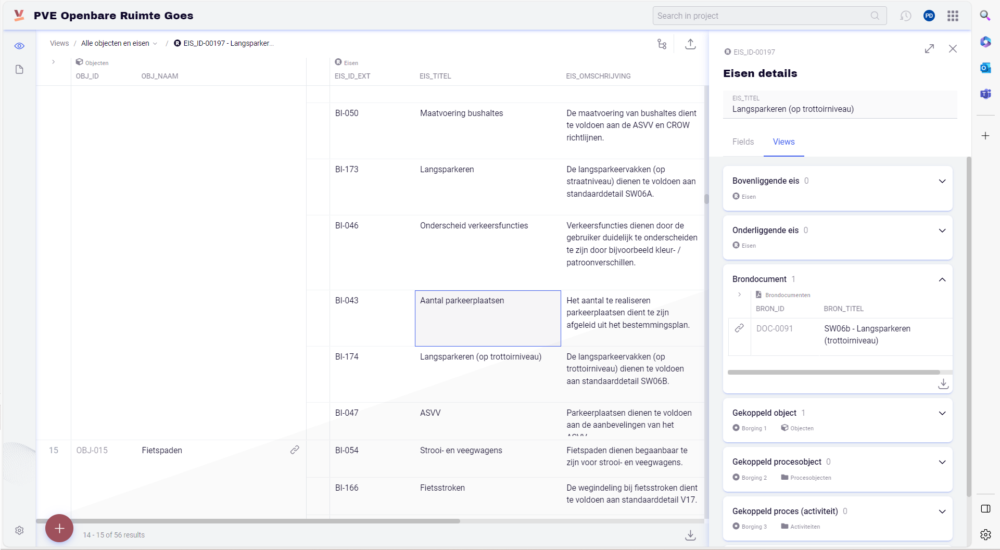 PVE Openbare Ruimte Goes
Search in project
PD
Views / Alle objecten en eisen / R EIS_ID-00197 - Langsparker...
Objecten
OBJ_ID OBJ_NAAM
R Eisen
EIS_ID_EXT EIS_TITEL EIS_OMSCHRIJVING
BI-050 Maatvoering bushaltes De maatvoering van bushaltes dient
te voldoen aan de ASVV en CROW
richtlijnen.
BI-173 Langsparkeren De langsparkeervakken (op
straatniveau) dienen te voldoen aan
standaarddetail SW06A.
BI-046 Onderscheid verkeersfuncties Verkeersfuncties dienen door de
gebruiker duidelijk te onderscheiden
te zijn door bijvoorbeeld kleur- /
patroonverschillen.
BI-043 Aantal parkeerplaatsen Het aantal te realiseren
parkeerplaatsen dient te zijn
afgeleid uit het bestemmingsplan.
BI-174 Langsparkeren (op trottoirniveau) De langsparkeervakken (op
trottoirniveau) dienen te voldoen
aan standaarddetail SW06B.
BI-047 ASVV Parkeerplaatsen dienen te voldoen
aan de aanbevelingen van het
ASVV.
15 OBJ-015 Fietspaden BI-054 Strooi- en veegwagens Fietspaden dienen begaanbaar te
zijn voor strooi- en veegwagens.
BI-166 Fietsstroken De wegindeling bij fietsstroken dient
te voldoen aan standaarddetail V17.
14 - 15 of 56 results
R EIS_ID-00197
Eisen details
EIS_TITEL
Langsparkeren (op trottoirniveau)
Fields Views
Bovenliggende eis 0
R Eisen
Onderliggende eis 0
R Eisen
Brondocument 1
Brondocumenten
BRON_ID BRON_TITEL
DOC-0091 SW06b - Langsparkeren
(trottoirniveau)
Gekoppeld object 1
Borging 1 Objecten
Gekoppeld procesobject 0
Borging 2 Procesobjecten
Gekoppeld proces (activiteit) 0
Borging 3 Activiteiten